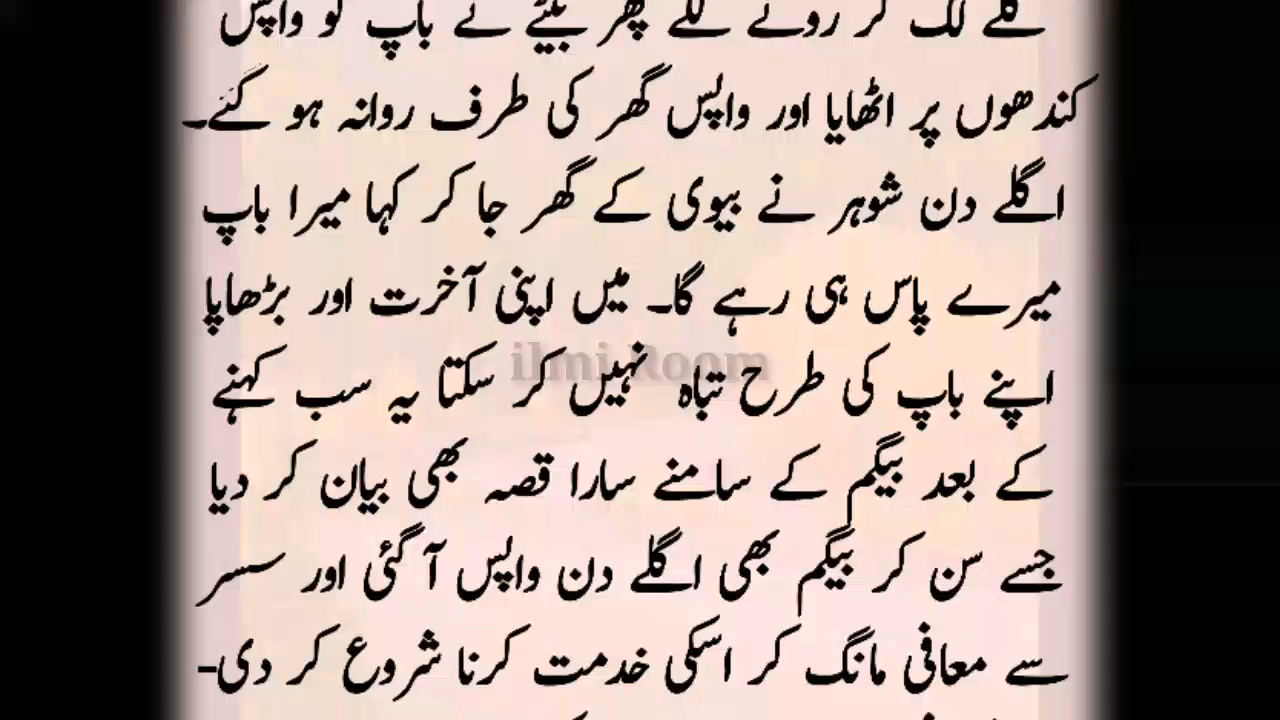 گلے لگ کر رونے لگے پھر بیٹے نے باپ کو واپس
کندھوں پر اٹھایا اور واپس گھر کی طرف روانہ ہو گئے۔
اگلے دن شوہر نے بیوی کے گھر جا کر کہا میرا باپ
میرے پاس ہی رہے گا۔ میں اپنی آخرت اور بڑھاپا
اپنے باپ کی طرح تباہ نہیں کر سکتا یہ سب کہنے
ilmi Room
کے بعد بیگم کے سامنے سارا قصہ بھی بیان کر دیا
جسے سن کر بیگم بھی اگلے دن واپس آ گئی اور سسر
سے معافی مانگ کر اسکی خدمت کرنا شروع کر دی-